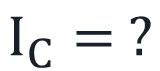 I_C = ?